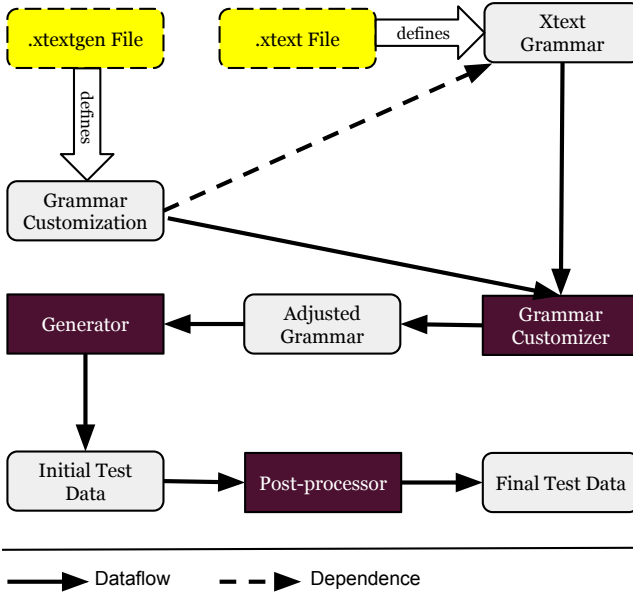 .xtextgen File
.xtext File
defines
Xtext
Grammar
defines
Grammar
Customization
Generator
Adjusted
Grammar
Grammar
Customizer
Initial Test
Data
Post-processor
Final Test Data
Dataflow
Dependence